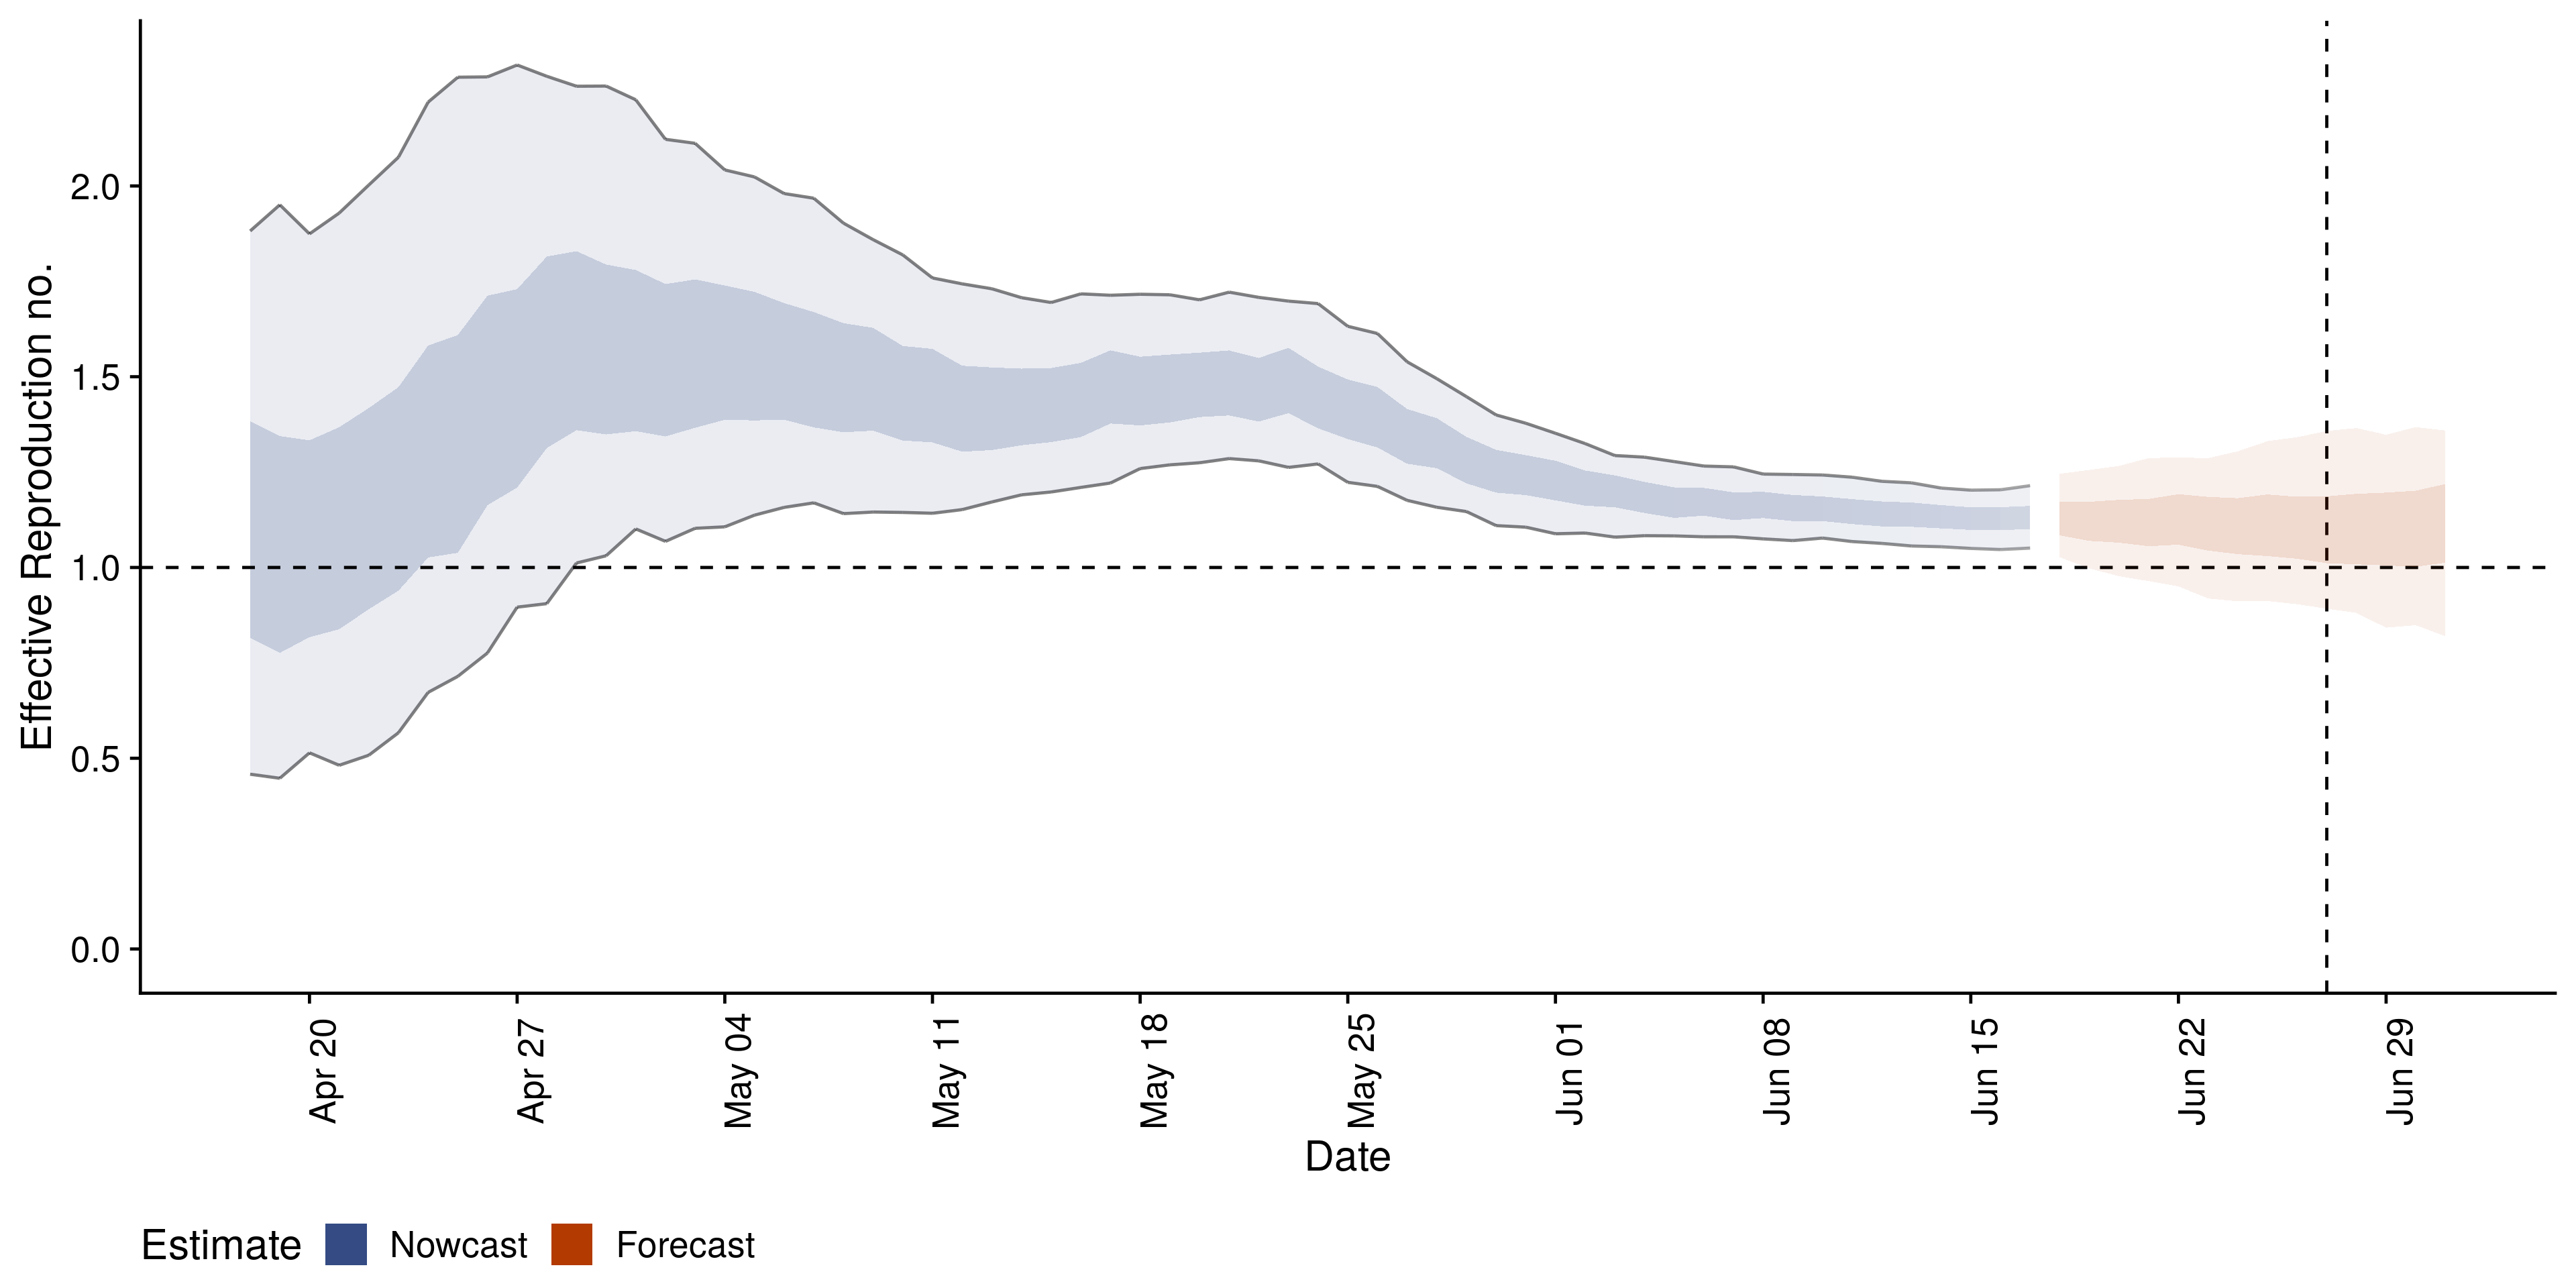 Effective Reproduction no.
2.0
1.5
1.0
0.5
0.0
Apr 20
Apr 27
May 04
May 11
May 18
May 25
Jun 01
Jun 08
Jun 15
Jun 22
Jun 29
Date
Estimate Nowcast Forecast